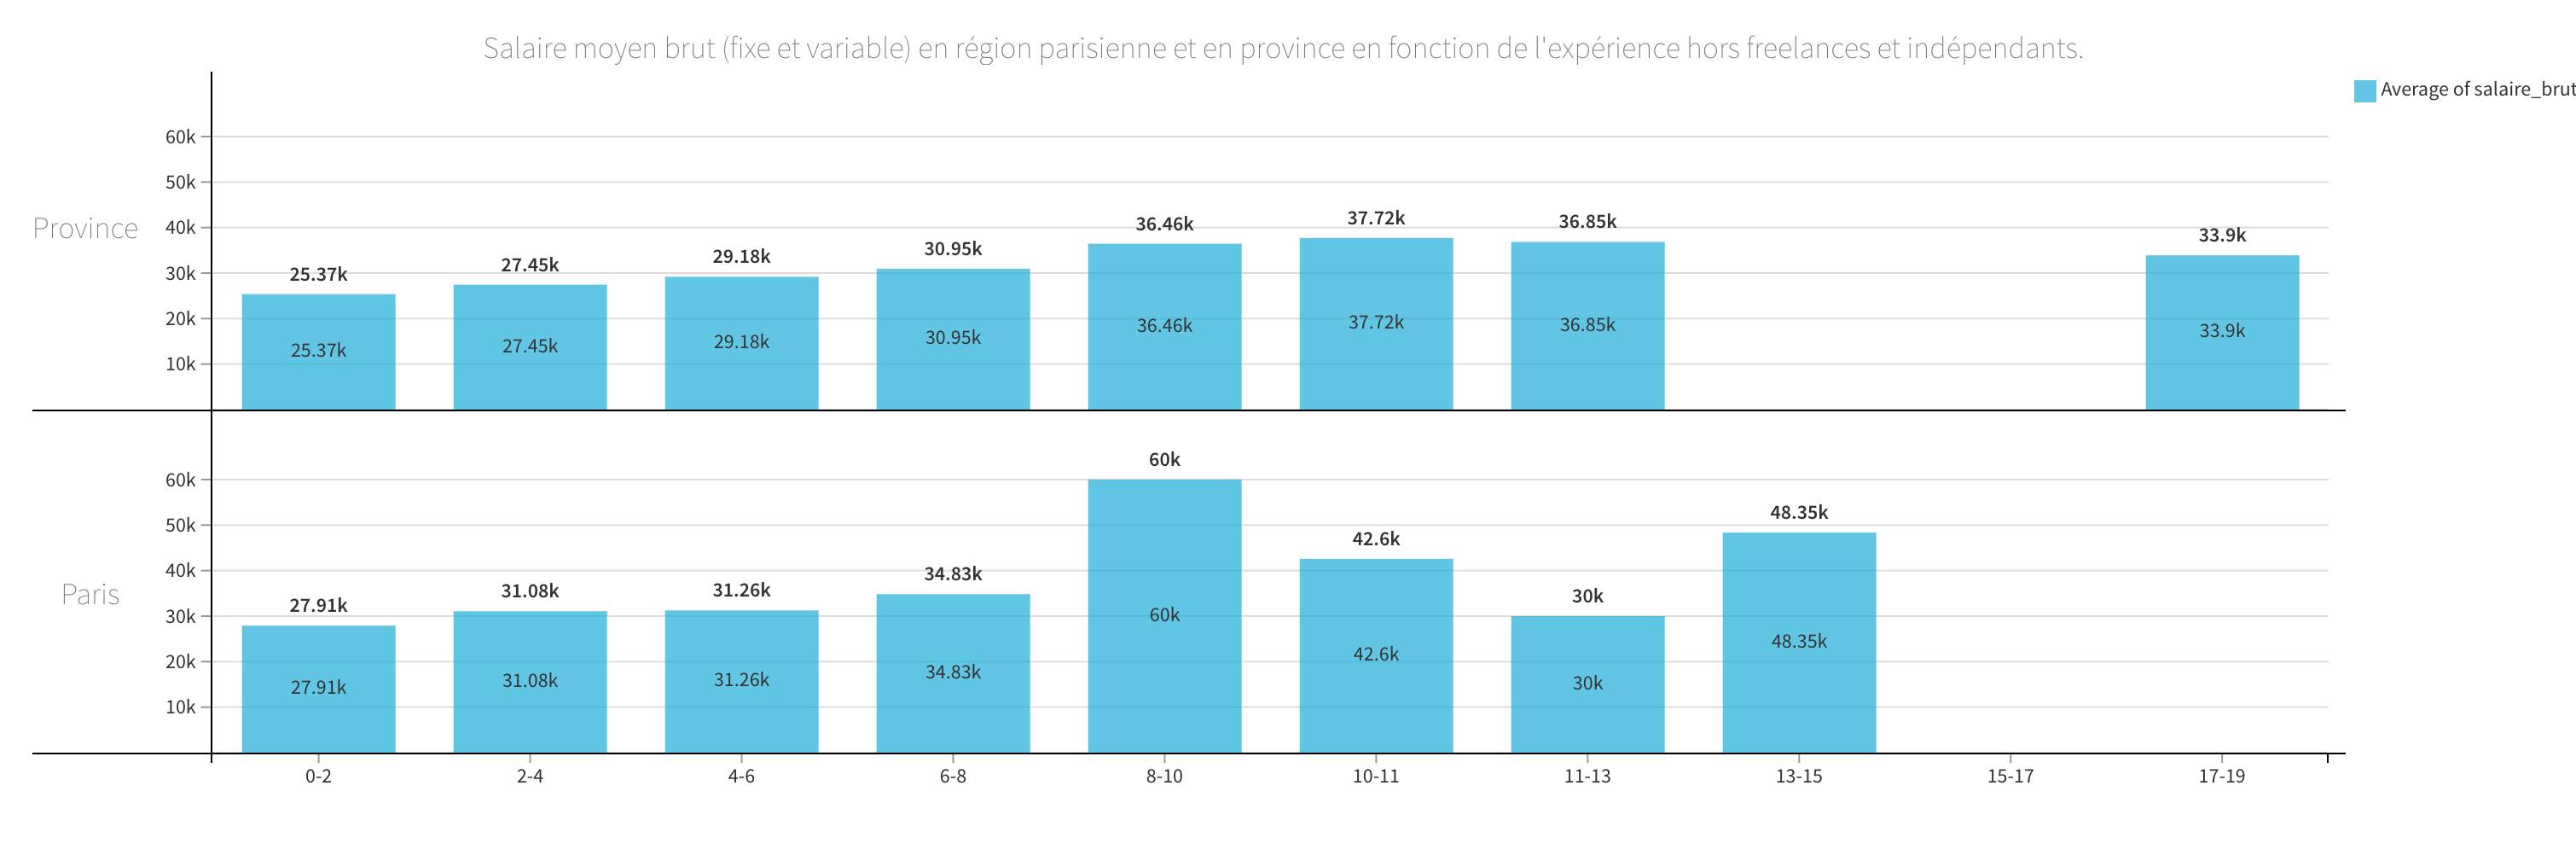 Salaire moyen brut (fixe et variable) en région parisienne et en province en fonction de l'expérience hors freelances et indépendants.
Average of salaire_brut
Province
60k
50k
40k
30k
20k
10k
25.37k
27.45k
29.18k
30.95k
36.46k
37.72k
36.85k
33.9k
25.37k
27.45k
29.18k
30.95k
36.46k
37.72k
36.85k
33.9k
Paris
60k
50k
40k
30k
20k
10k
27.91k
31.08k
31.26k
34.83k
60k
42.6k
30k
48.35k
27.91k
31.08k
31.26k
34.83k
60k
42.6k
30k
48.35k
0-2
2-4
4-6
6-8
8-10
10-11
11-13
13-15
15-17
17-19